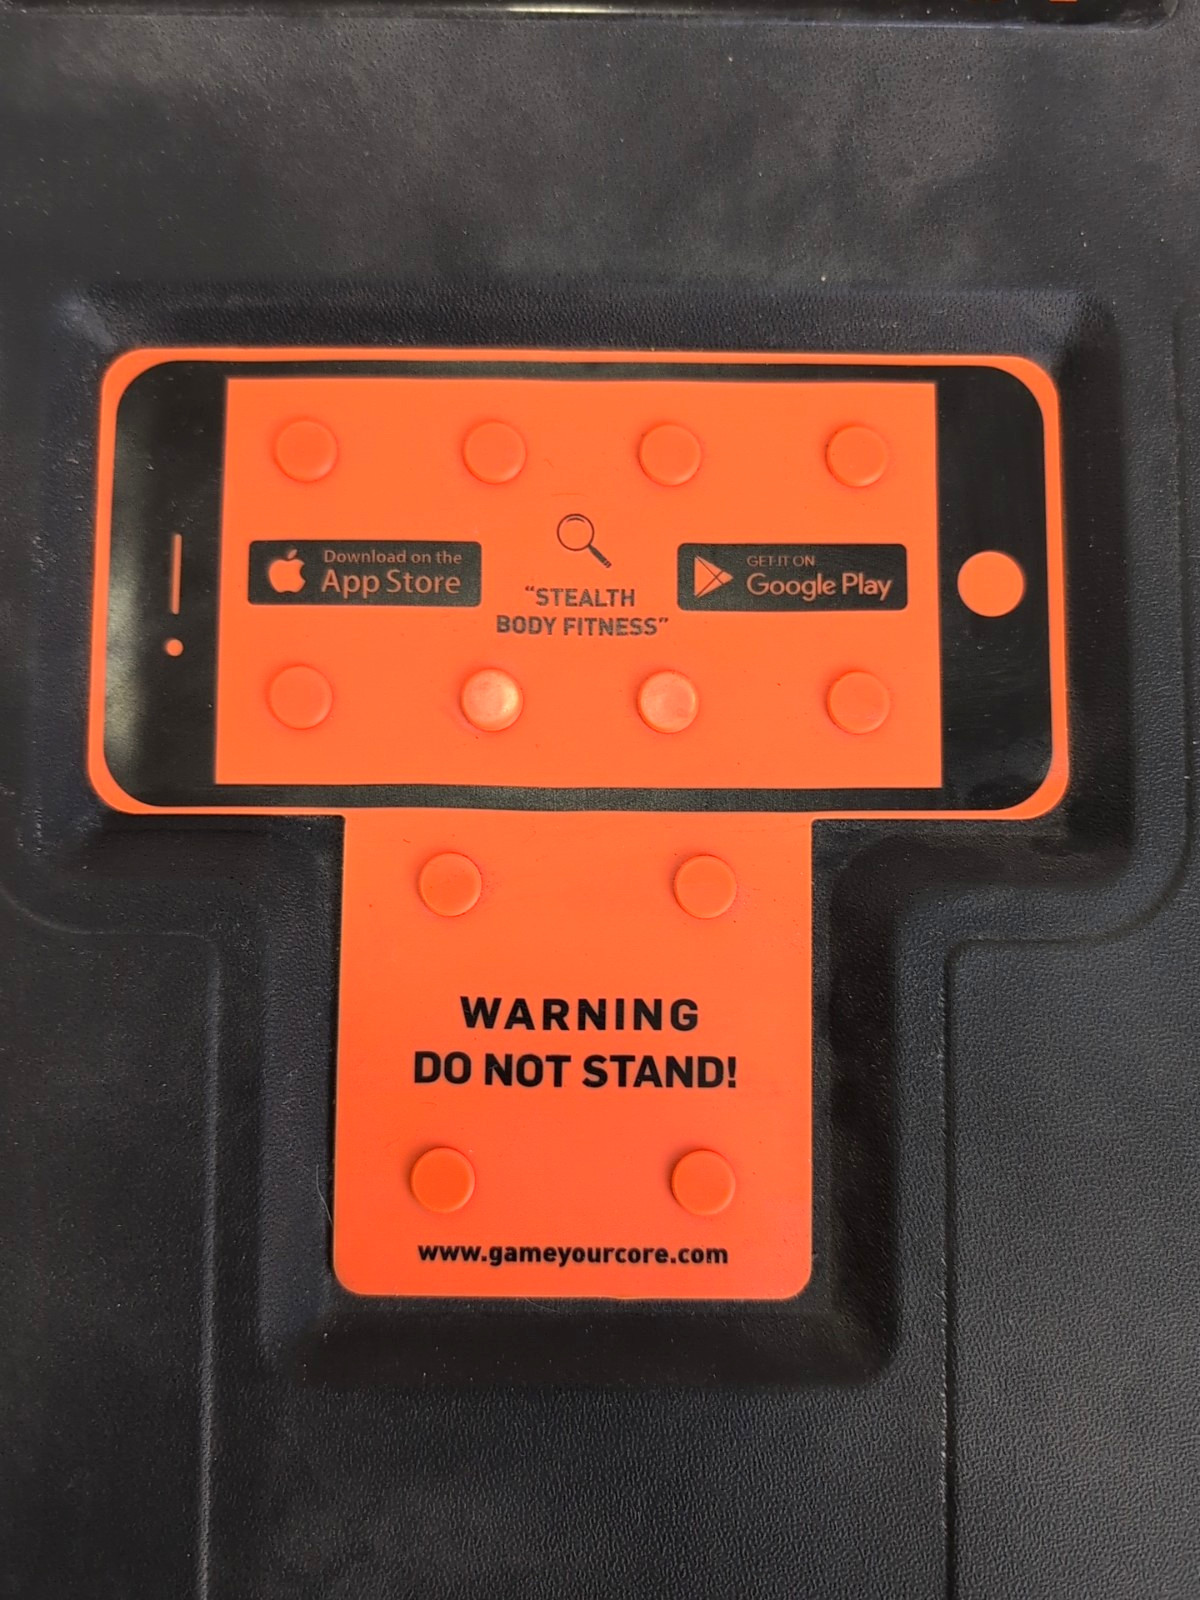 Download on the
App Store
"STEALTH
BODY FITNESS"
GET IT ON
Google Play
WARNING
DO NOT STAND!
www.gameyourcore.com